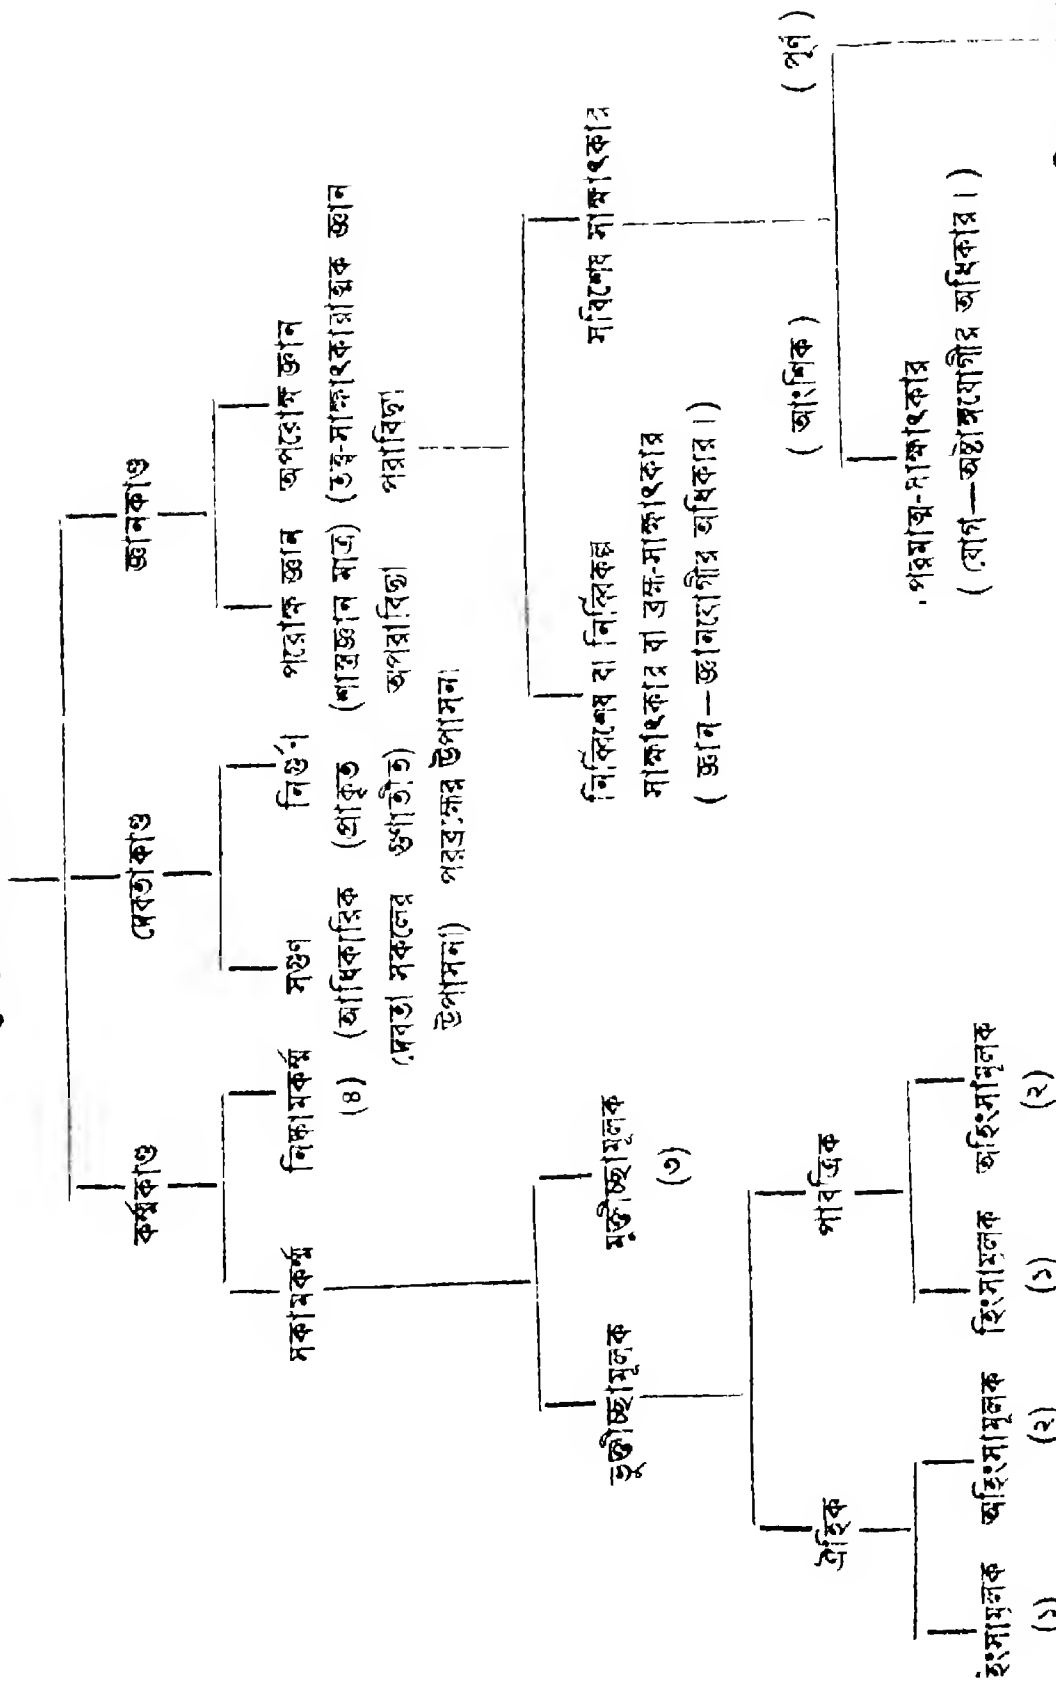 কর্ম্মকাণ্ড দেবতাকাণ্ড জ্ঞানকাণ্ড
সকামকর্ম্ম নিষ্কামকর্ম্ম সগুণ নির্গুণ পরোক্ষ জ্ঞান অপরোক্ষ জ্ঞান
(৪) (আধিকারিক (প্রাকৃত (শাস্ত্রজ্ঞান মাত্র) (তত্ত্ব-সাক্ষাৎকারাত্মক জ্ঞান
দেবতা সকলের গুণাতীত) অপরাবিদ্যা পরাবিদ্যা
উপাসনা) পরব্রহ্মের উপাসনা
ভুক্তীচ্ছামূলক মুক্তীচ্ছামূলক নির্ব্বিশেষ বা নির্ব্বিকল্প সবিশেষ সাক্ষাৎকার
(৩) সাক্ষাৎকার বা ব্রহ্ম-সাক্ষাৎকার
( জ্ঞান—জ্ঞানযোগীর অধিকার। )
( আংশিক ) ( পূর্ণ )
ঐহিক পারত্রিক
পরমাত্ম-সাক্ষাৎকার
( যোগ—অষ্টাঙ্গযোগীর অধিকার। )
হিংসামূলক অহিংসামূলক হিংসামূলক অহিংসামূলক
(১) (২) (১) (২)